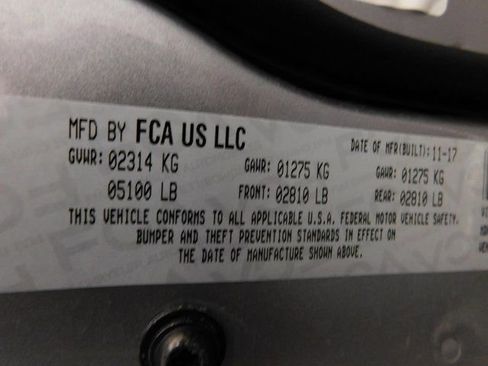 MFD BY FCA US LLC DATE OF MFR(BUILT): 11-17
GVWR: 02314 KG GAWR: 01275 KG GAWR: 01275 KG
05100 LB FRONT: 02810 LB REAR: 02810 LB
THIS VEHICLE CONFORMS TO ALL APPLICABLE U.S.A. FEDERAL MOTOR VEHICLE SAFETY,
BUMPER AND THEFT PREVENTION STANDARDS IN EFFECT ON
THE DATE OF MANUFACTURE SHOWN ABOVE.